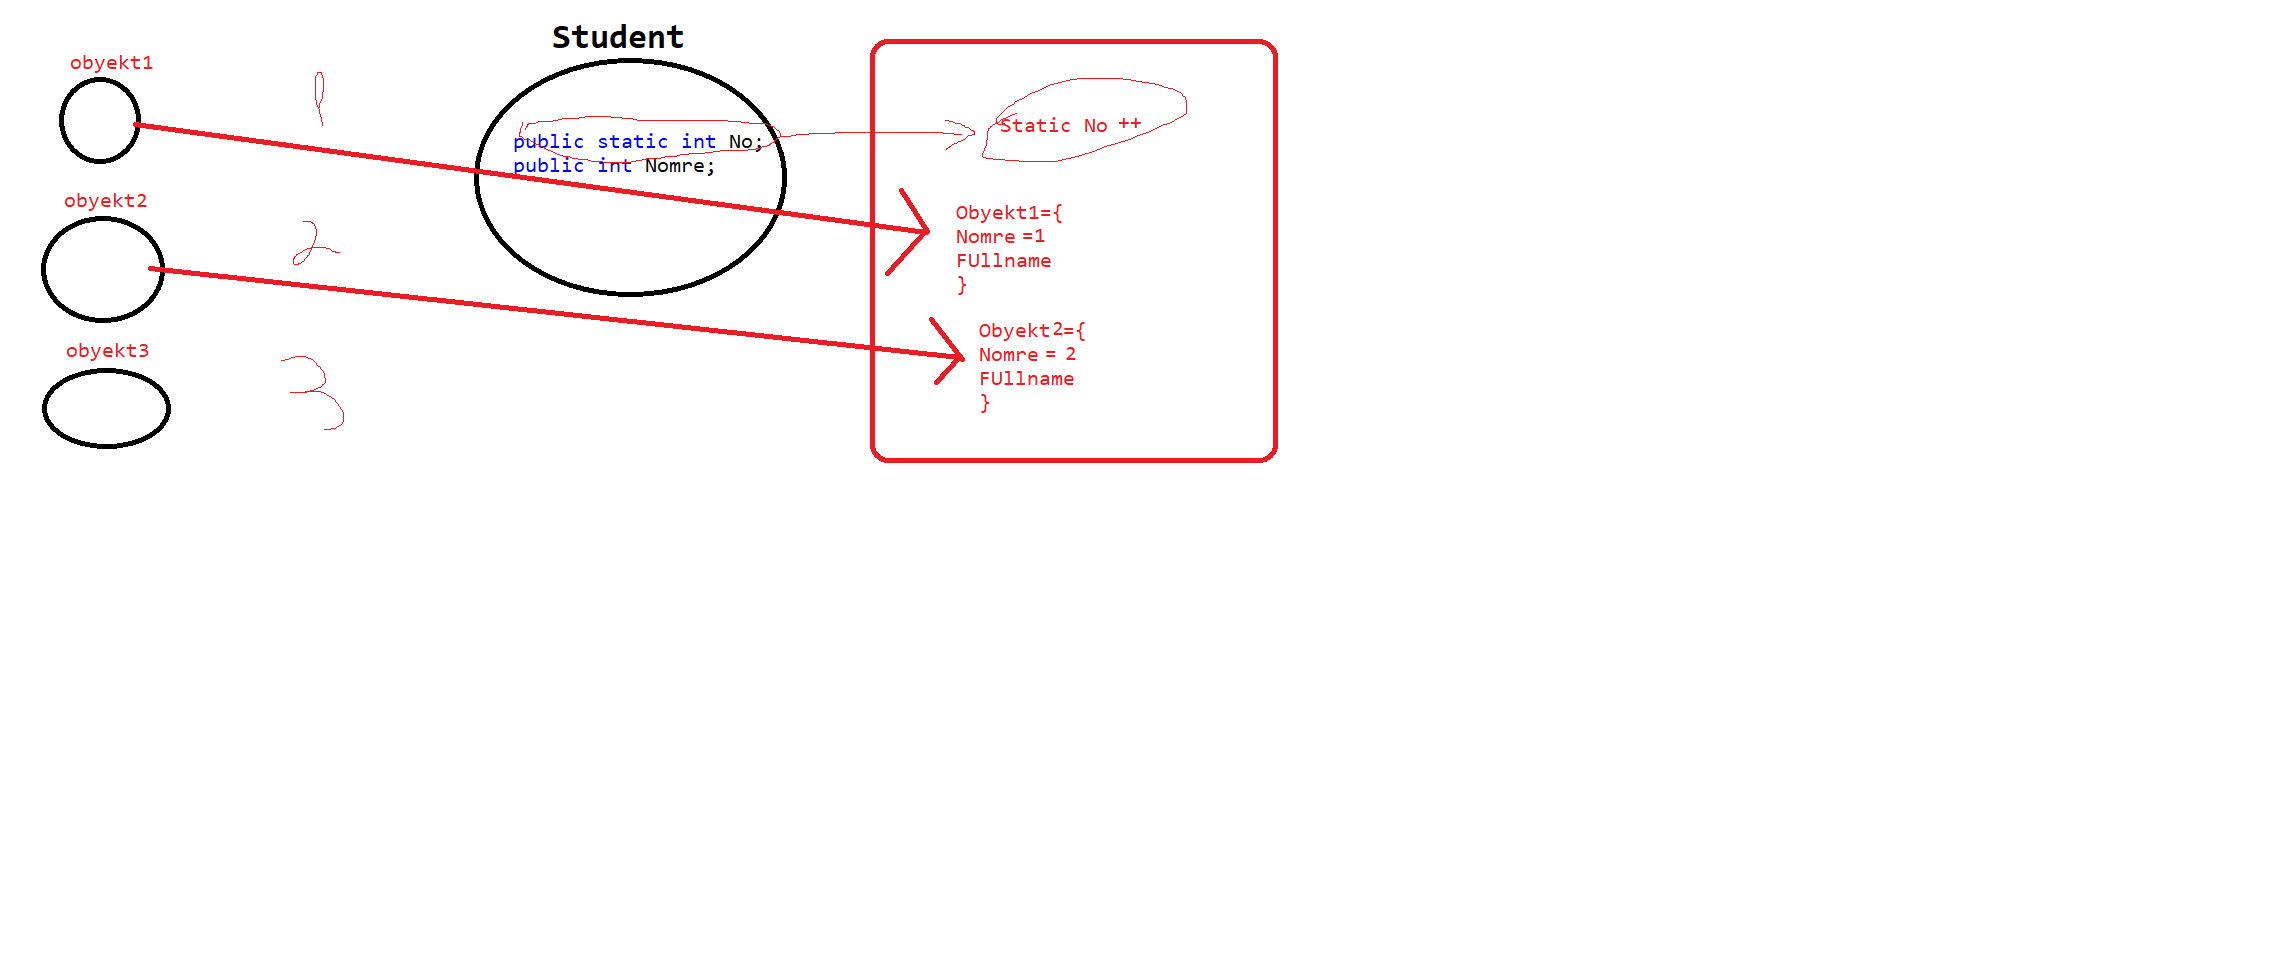 Student
obyekt1
1
public static int No;
public int Nomre;
Static No ++
obyekt2
2
Obyekt1={
Nomre =1
FUllname
}
obyekt3
3
Obyekt2={
Nomre = 2
FUllname
}